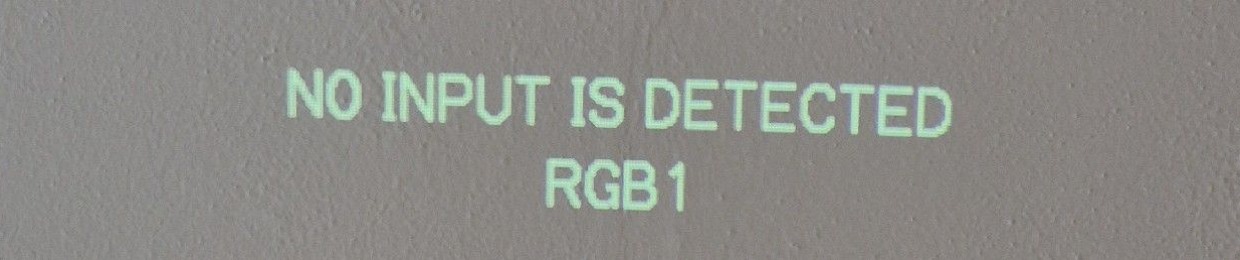 NO INPUT IS DETECTED
RGB1